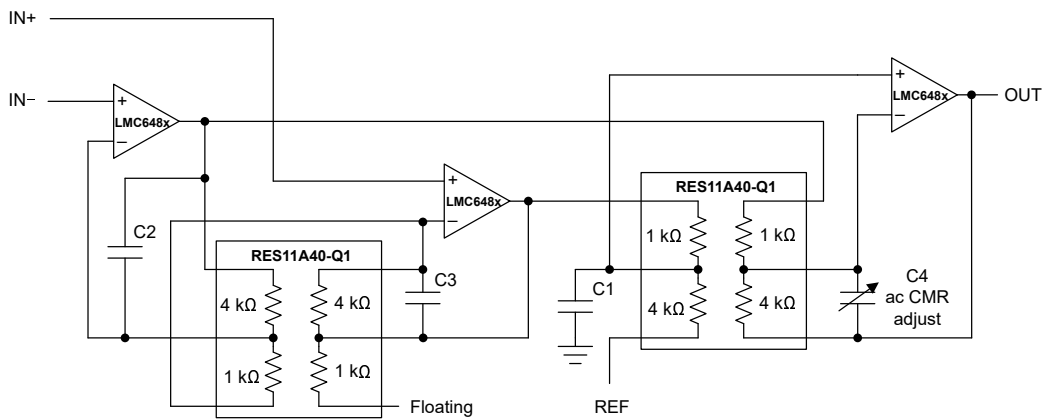 IN+
IN−
+
LMC648x
−
+
LMC648x
−
+
LMC648x
−
OUT
RES11A40-Q1
1 kΩ
1 kΩ
4 kΩ
4 kΩ
C2
RES11A40-Q1
4 kΩ
4 kΩ
1 kΩ
1 kΩ
C3
C1
C4
ac CMR
adjust
Floating
REF